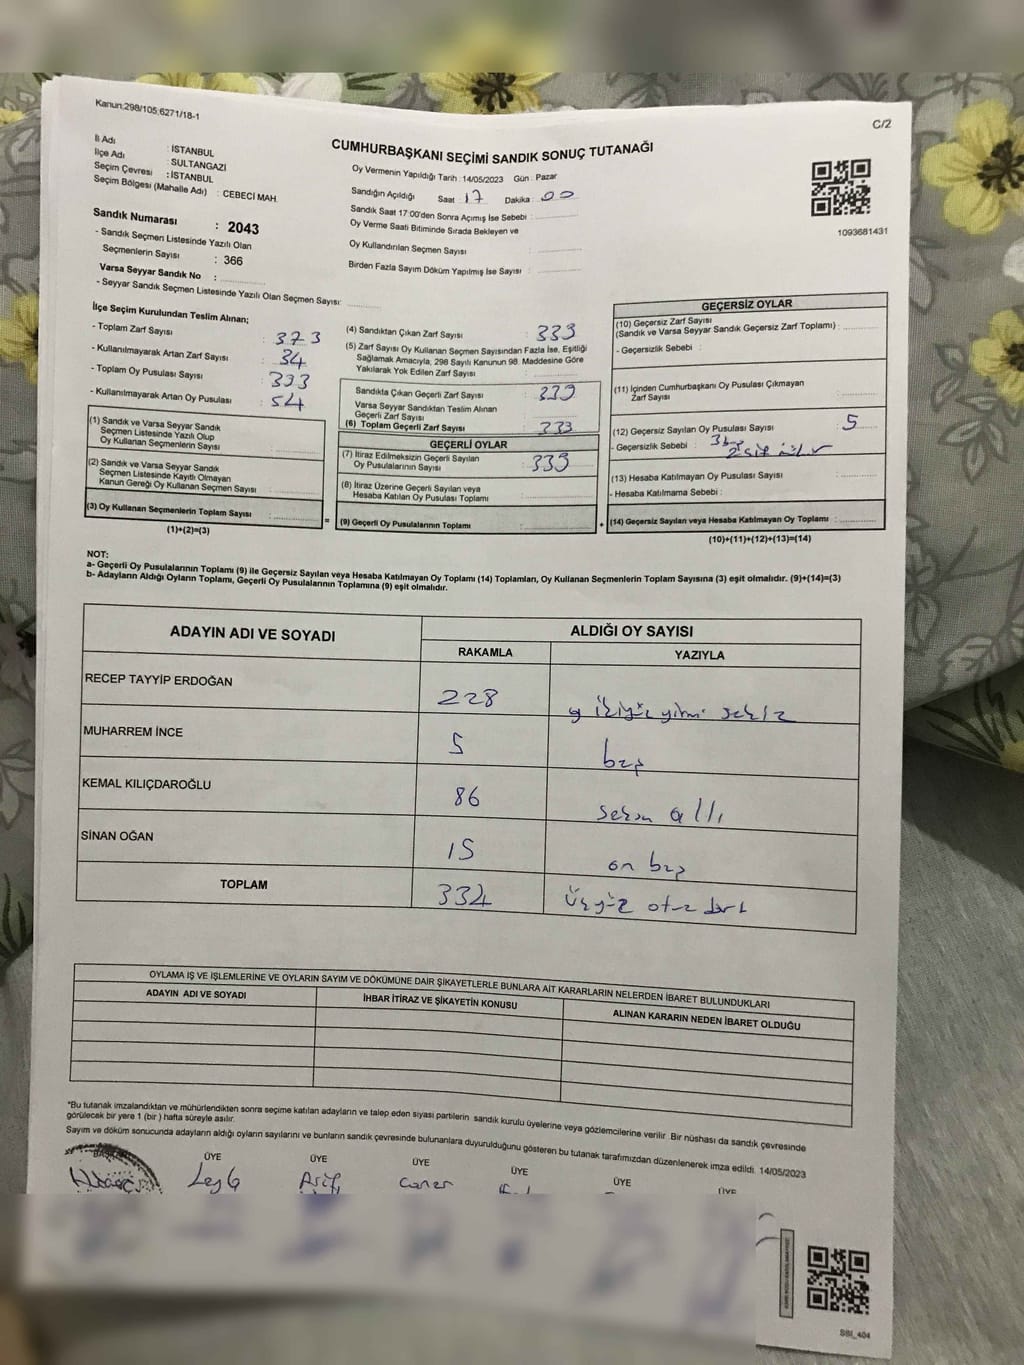 Kanun:298/105;6271/18-1
C/2
CUMHURBAŞKANI SEÇİMİ SANDIK SONUÇ TUTANAĞI
İl Adı : İSTANBUL
İlçe Adı : SULTANGAZİ
Seçim Çevresi : İSTANBUL
Seçim Bölgesi (Mahalle Adı) : CEBECİ MAH.
Sandık Numarası : 2043
- Sandık Seçmen Listesinde Yazılı Olan
Seçmenlerin Sayısı : 366
Varsa Seyyar Sandık No :
- Seyyar Sandık Seçmen Listesinde Yazılı Olan Seçmen Sayısı:
Oy Vermenin Yapıldığı Tarih : 14/05/2023 Gün : Pazar
Sandığın Açıldığı Saat : 17 Dakika : 00
Sandık Saat 17:00'den Sonra Açılmış İse Sebebi :
Oy Verme Saati Bitiminde Sırada Bekleyen ve
Oy Kullandırılan Seçmen Sayısı
Birden Fazla Sayım Döküm Yapılmış İse Sayısı
1093681431
İlçe Seçim Kurulundan Teslim Alınan;
- Toplam Zarf Sayısı : 373
- Kullanılmayarak Artan Zarf Sayısı : 34
- Toplam Oy Pusulası Sayısı : 393
- Kullanılmayarak Artan Oy Pusulası : 54
(1) Sandık ve Varsa Seyyar Sandık
Seçmen Listesinde Yazılı Olup
Oy Kullanan Seçmenlerin Sayısı :
(2) Sandık ve Varsa Seyyar Sandık
Seçmen Listesinde Kayıtlı Olmayan
Kanun Gereği Oy Kullanan Seçmen Sayısı :
(3) Oy Kullanan Seçmenlerin Toplam Sayısı :
(1)+(2)=(3)
(4) Sandıktan Çıkan Zarf Sayısı : 339
(5) Zarf Sayısı Oy Kullanan Seçmen Sayısından Fazla İse, Eşitliği
Sağlamak Amacıyla, 298 Sayılı Kanunun 98. Maddesine Göre
Yakılarak Yok Edilen Zarf Sayısı :
Sandıkta Çıkan Geçerli Zarf Sayısı : 339
Varsa Seyyar Sandıktan Teslim Alınan
Geçerli Zarf Sayısı
(6) Toplam Geçerli Zarf Sayısı : 339
GEÇERLİ OYLAR
(7) İtiraz Edilmeksizin Geçerli Sayılan
Oy Pusulalarının Sayısı : 339
(8) İtiraz Üzerine Geçerli Sayılan veya
Hesaba Katılan Oy Pusulası Toplamı :
= (9) Geçerli Oy Pusulalarının Toplamı :
GEÇERSİZ OYLAR
(10) Geçersiz Zarf Sayısı
(Sandık ve Varsa Seyyar Sandık Geçersiz Zarf Toplamı) :
- Geçersizlik Sebebi :
(11) İçinden Cumhurbaşkanı Oy Pusulası Çıkmayan
Zarf Sayısı :
(12) Geçersiz Sayılan Oy Pusulası Sayısı : 5
- Geçersizlik Sebebi :
(13) Hesaba Katılmayan Oy Pusulası Sayısı :
- Hesaba Katılmama Sebebi :
+ (14) Geçersiz Sayılan veya Hesaba Katılmayan Oy Toplamı :
(10)+(11)+(12)+(13)=(14)
NOT:
a- Geçerli Oy Pusulalarının Toplamı (9) ile Geçersiz Sayılan veya Hesaba Katılmayan Oy Toplamı (14) Toplamları, Oy Kullanan Seçmenlerin Toplam Sayısına (3) eşit olmalıdır. (9)+(14)=(3)
b- Adayların Aldığı Oyların Toplamı, Geçerli Oy Pusulalarının Toplamına (9) eşit olmalıdır.
ADAYIN ADI VE SOYADI ALDIĞI OY SAYISI
RAKAMLA YAZIYLA
RECEP TAYYİP ERDOĞAN 228 ikiyüz yirmi sekiz
MUHARREM İNCE 5 beş
KEMAL KILIÇDAROĞLU 86 seksen altı
SİNAN OĞAN 15 on beş
TOPLAM 334 üçyüz otuz dört
OYLAMA İŞ VE İŞLEMLERİNE VE OYLARIN SAYIM VE DÖKÜMÜNE DAİR ŞİKAYETLERLE BUNLARA AİT KARARLARIN NELERDEN İBARET BULUNDUKLARI
ADAYIN ADI VE SOYADI İHBAR İTİRAZ VE ŞİKAYETİN KONUSU ALINAN KARARIN NEDEN İBARET OLDUĞU
*Bu tutanak imzalandıktan ve mühürlendikten sonra seçime katılan adayların ve talep eden siyasi partilerin. sandık kurulu üyelerine veya gözlemcilerine verilir. Bir nüshası da sandık çevresinde
görülecek bir yere 1 (bir ) hafta süreyle asılır.
Sayım ve döküm sonucunda adayların aldığı oyların sayılarını ve bunların sandık çevresinde bulunanlara duyurulduğunu gösteren bu tutanak tarafımızdan düzenlenerek imza edildi. 14/05/2023
BAŞKAN ÜYE ÜYE ÜYE ÜYE ÜYE ÜYE
Leyla Arif Caner
SBI_404